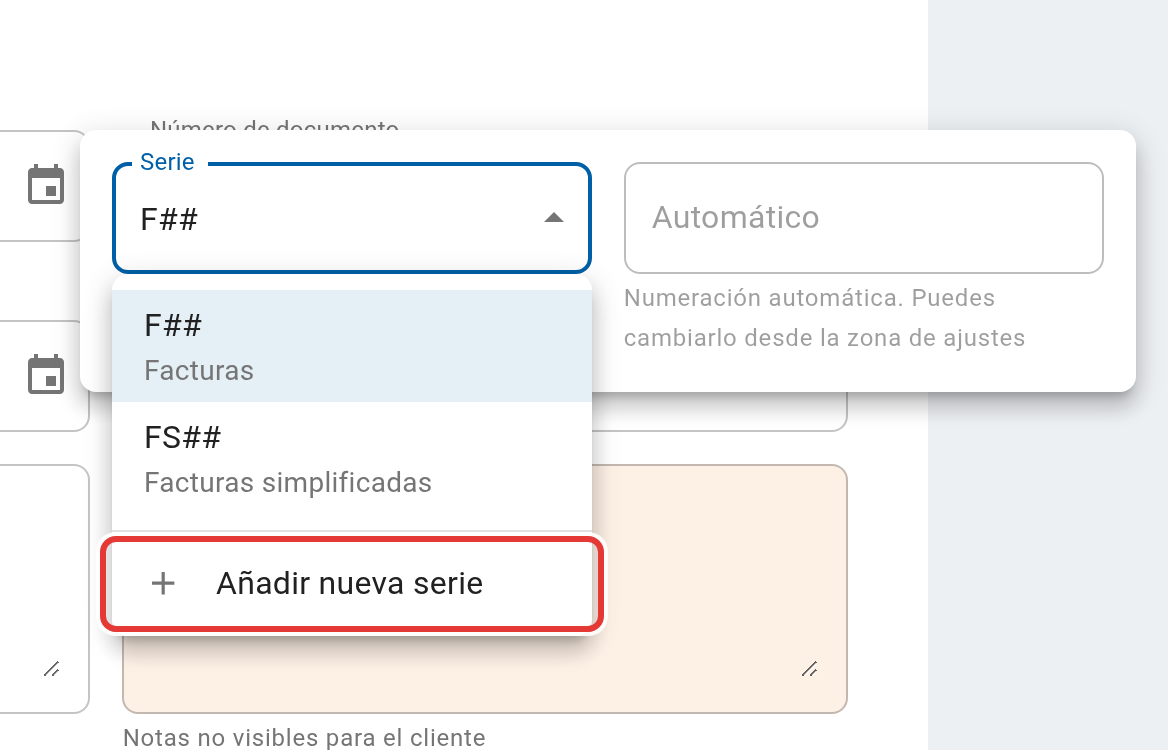 Número de documento
Serie
F##
Automático
Numeración automática. Puedes
cambiarlo desde la zona de ajustes
F##
Facturas
FS##
Facturas simplificadas
Añadir nueva serie
Notas no visibles para el cliente